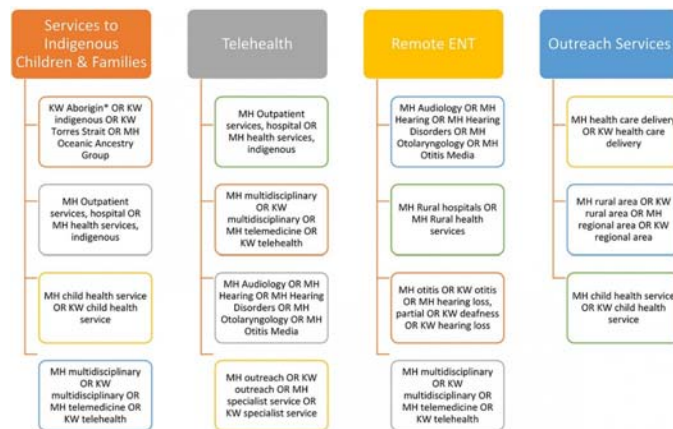 Services to
Indigenous
Children & Families
KW Aborigin* OR KW
indigenous OR KW
Torres Strait OR MH
Oceanic Ancestry
Group
MH Outpatient
services, hospital OR
MH health services,
indigenous
MH child health service
OR KW child health
service
MH multidisciplinary
OR KW
multidisciplinary OR
MH telemedicine OR
KW telehealth
Telehealth
MH Outpatient
services, hospital OR
MH health services,
indigenous
MH multidisciplinary
OR KW
multidisciplinary OR
MH telemedicine OR
KW telehealth
MH Audiology OR MH
Hearing OR MH Hearing
Disorders OR MH
Otolaryngology OR MH
Otitis Media
MH outreach OR KW
outreach OR MH
specialist service OR
KW specialist service
Remote ENT
MH Audiology OR MH
Hearing OR MH Hearing
Disorders OR MH
Otolaryngology OR MH
Otitis Media
MH Rural hospitals OR
MH Rural health
services
MH otitis OR KW otitis
OR MH hearing loss,
partial OR KW deafness
OR KW hearing loss
MH multidisciplinary
OR KW
multidisciplinary OR
MH telemedicine OR
KW telehealth
Outreach Services
MH health care delivery
OR KW health care
delivery
MH rural area OR KW
rural area OR MH
regional area OR KW
regional area
MH child health service
OR KW child health
service